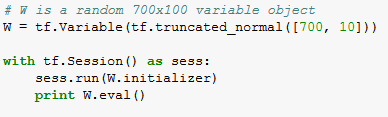 # W is a random 700x100 variable object
W = tf.Variable(tf.truncated_normal([700, 10]))
with tf.Session() as sess:
    sess.run(W.initializer)
    print W.eval()